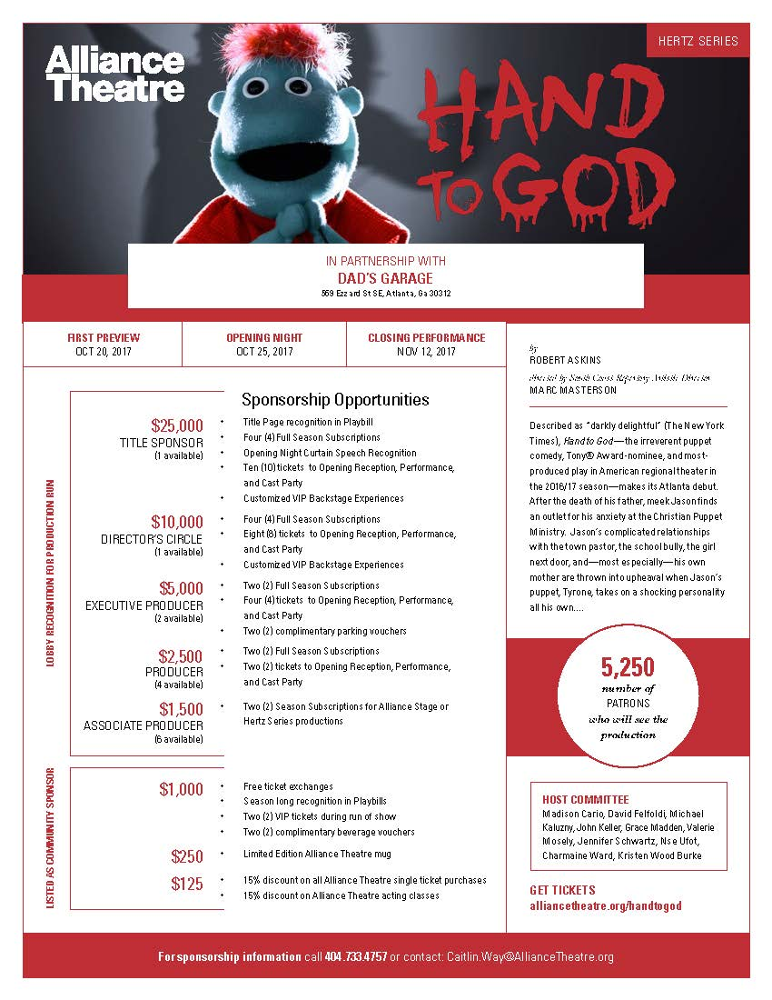 Alliance
Theatre
HERTZ SERIES
HAND
TO GOD
IN PARTNERSHIP WITH
DAD'S GARAGE
569 Ezzard St SE, Atlanta, Ga 30312
FIRST PREVIEW
OCT 20, 2017
OPENING NIGHT
OCT 25, 2017
CLOSING PERFORMANCE
NOV 12, 2017
Sponsorship Opportunities
LOBBY RECOGNITION FOR PRODUCTION RUN
$25,000
TITLE SPONSOR
(1 available)
• Title Page recognition in Playbill
• Four (4) Full Season Subscriptions
• Opening Night Curtain Speech Recognition
• Ten (10) tickets to Opening Reception, Performance,
and Cast Party
• Customized VIP Backstage Experiences
$10,000
DIRECTOR'S CIRCLE
(1 available)
• Four (4) Full Season Subscriptions
• Eight (8) tickets to Opening Reception, Performance,
and Cast Party
• Customized VIP Backstage Experiences
$5,000
EXECUTIVE PRODUCER
(2 available)
• Two (2) Full Season Subscriptions
• Four (4) tickets to Opening Reception, Performance,
and Cast Party
• Two (2) complimentary parking vouchers
$2,500
PRODUCER
(4 available)
• Two (2) Full Season Subscriptions
• Two (2) tickets to Opening Reception, Performance,
and Cast Party
$1,500
ASSOCIATE PRODUCER
(6 available)
• Two (2) Season Subscriptions for Alliance Stage or
Hertz Series productions
LISTED AS COMMUNITY SPONSOR
$1,000
• Free ticket exchanges
• Season long recognition in Playbills
• Two (2) VIP tickets during run of show
• Two (2) complimentary beverage vouchers
$250
• Limited Edition Alliance Theatre mug
$125
• 15% discount on all Alliance Theatre single ticket purchases
• 15% discount on Alliance Theatre acting classes
by
ROBERT ASKINS
directed by South Coast Repertory Artistic Director
MARC MASTERSON
Described as "darkly delightful" (The New York
Times), Hand to God—the irreverent puppet
comedy, Tony® Award-nominee, and most-
produced play in American regional theater in
the 2016/17 season—makes its Atlanta debut.
After the death of his father, meek Jason finds
an outlet for his anxiety at the Christian Puppet
Ministry. Jason's complicated relationships
with the town pastor, the school bully, the girl
next door, and—most especially—his own
mother are thrown into upheaval when Jason's
puppet, Tyrone, takes on a shocking personality
all his own....
5,250
number of
PATRONS
who will see the
production
HOST COMMITTEE
Madison Cario, David Felfoldi, Michael
Kaluzny, John Keller, Grace Madden, Valerie
Mosely, Jennifer Schwartz, Nse Ufot,
Charmaine Ward, Kristen Wood Burke
GET TICKETS
alliancetheatre.org/handtogod
For sponsorship information call 404.733.4757 or contact: Caitlin.Way@AllianceTheatre.org